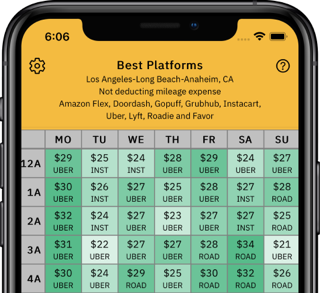 6:06
Best Platforms
Los Angeles-Long Beach-Anaheim, CA
Not deducting mileage expense
Amazon Flex, Doordash, Gopuff, Grubhub, Instacart,
Uber, Lyft, Roadie and Favor
MO TU WE TH FR SA SU
12A $29 $25 $24 $28 $29 $24 $27
UBER INST INST UBER UBER UBER UBER
1A $30 $26 $27 $25 $28 $27 $28
UBER INST UBER UBER UBER INST ROAD
2A $32 $24 $27 $23 $27 $27 $25
UBER INST UBER UBER UBER INST ROAD
3A $31 $22 $27 $27 $28 $34 $21
UBER UBER UBER UBER ROAD ROAD UBER
4A $30 $24 $29 $25 $30 $32 $26
UBER UBER ROAD UBER UBER ROAD ROAD